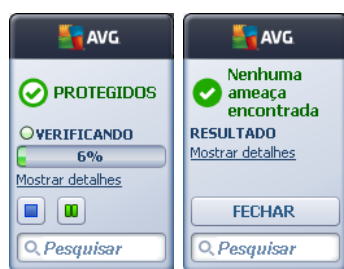 AVG
PROTEGIDOS
VERIFICANDO
6%
Mostrar detalhes
Pesquisar
AVG
Nenhuma
ameaça
encontrada
RESULTADO
Mostrar detalhes
FECHAR
Pesquisar